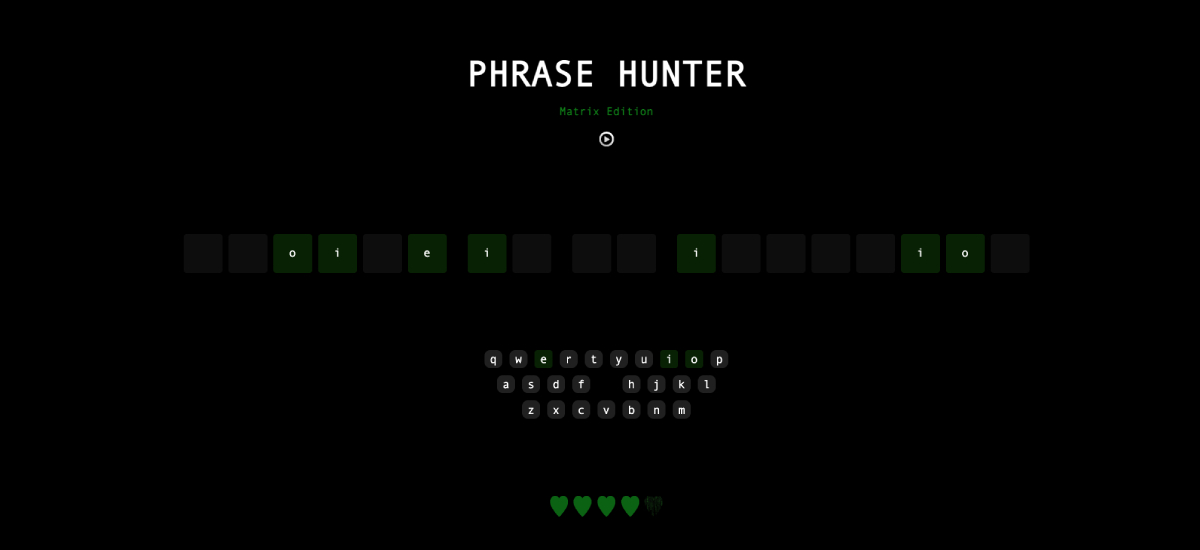 PHRASE HUNTER
Matrix Edition
o i e i i i o
q w e r t y u i o p
a s d f h j k l
z x c v b n m